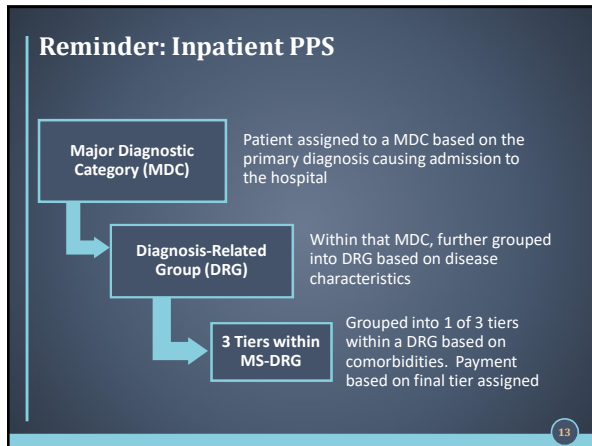 Reminder: Inpatient PPS
Major Diagnostic
Category (MDC)
Patient assigned to a MDC based on the
primary diagnosis causing admission to
the hospital
Diagnosis-Related
Group (DRG)
Within that MDC, further grouped
into DRG based on disease
characteristics
3 Tiers within
MS-DRG
Grouped into 1 of 3 tiers
within a DRG based on
comorbidities.  Payment
based on final tier assigned
13